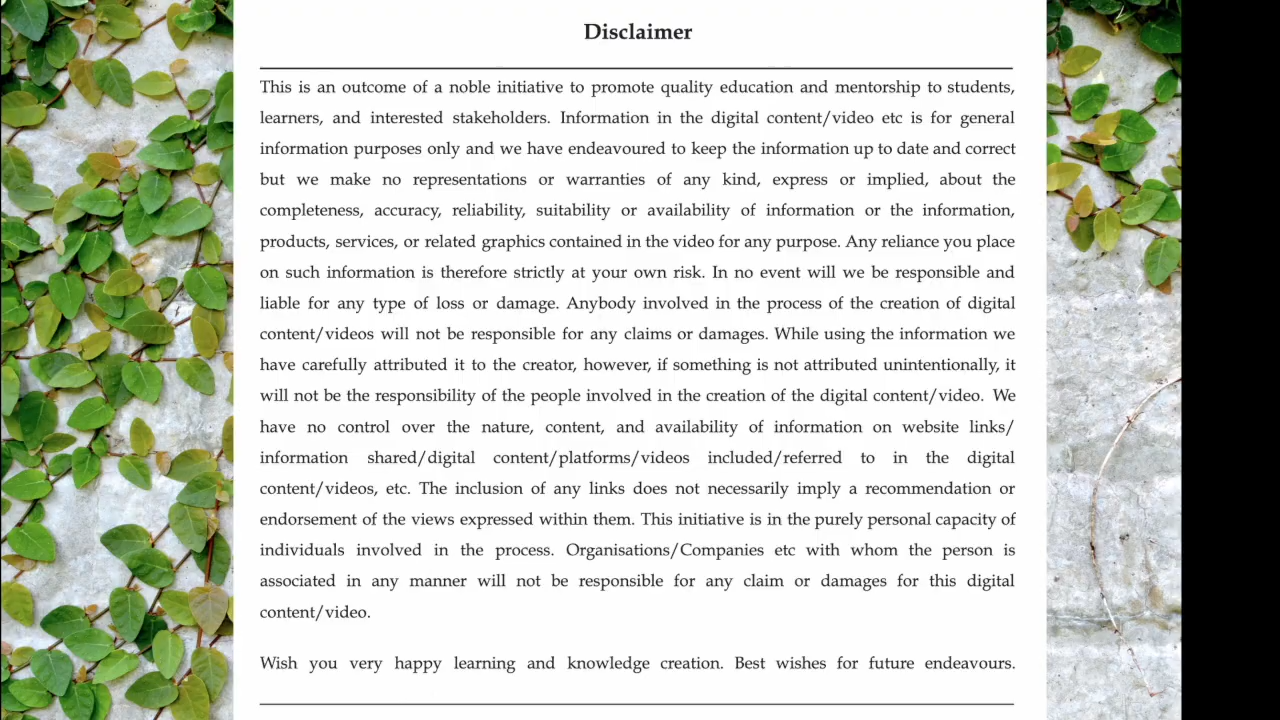 Disclaimer
This is an outcome of a noble initiative to promote quality education and mentorship to students,
learners, and interested stakeholders. Information in the digital content/video etc is for general
information purposes only and we have endeavoured to keep the information up to date and correct
but we make no representations or warranties of any kind, express or implied, about the
completeness, accuracy, reliability, suitability or availability of information or the information,
products, services, or related graphics contained in the video for any purpose. Any reliance you place
on such information is therefore strictly at your own risk. In no event will we be responsible and
liable for any type of loss or damage. Anybody involved in the process of the creation of digital
content/videos will not be responsible for any claims or damages. While using the information we
have carefully attributed it to the creator, however, if something is not attributed unintentionally, it
will not be the responsibility of the people involved in the creation of the digital content/video. We
have no control over the nature, content, and availability of information on website links/
information shared/digital content/platforms/videos included/referred to in the digital
content/videos, etc. The inclusion of any links does not necessarily imply a recommendation or
endorsement of the views expressed within them. This initiative is in the purely personal capacity of
individuals involved in the process. Organisations/Companies etc with whom the person is
associated in any manner will not be responsible for any claim or damages for this digital
content/video.
Wish you very happy learning and knowledge creation. Best wishes for future endeavours.